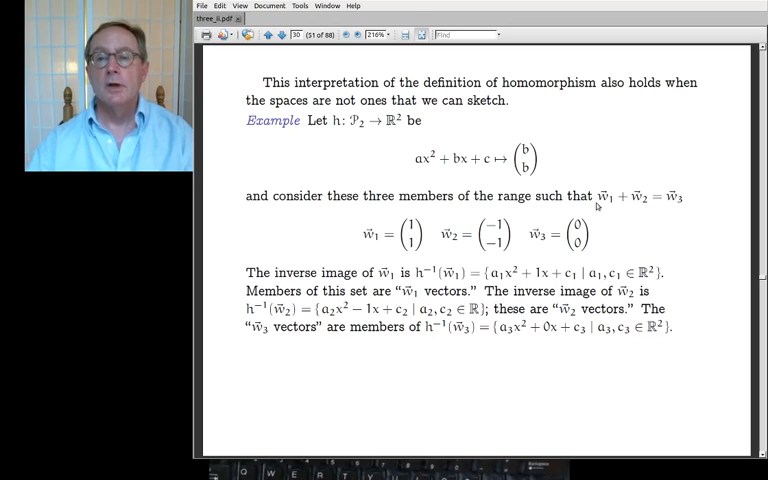 File Edit View Document Tools Window Help
three_ii.pdf
30 (51 of 88) 216% Find
This interpretation of the definition of homomorphism also holds when
the spaces are not ones that we can sketch.
Example Let h: P₂ → ℝ² be
ax² + bx + c ↦ (b b)
and consider these three members of the range such that w⃗₁ + w⃗₂ = w⃗₃
w⃗₁ = (1 1) w⃗₂ = (−1 −1) w⃗₃ = (0 0)
The inverse image of w⃗₁ is h⁻¹(w⃗₁) = {a₁x² + 1x + c₁ | a₁, c₁ ∈ ℝ²}.
Members of this set are “w⃗₁ vectors.” The inverse image of w⃗₂ is
h⁻¹(w⃗₂) = {a₂x² − 1x + c₂ | a₂, c₂ ∈ ℝ}; these are “w⃗₂ vectors.” The
“w⃗₃ vectors” are members of h⁻¹(w⃗₃) = {a₃x² + 0x + c₃ | a₃, c₃ ∈ ℝ²}.
Q W E R T Y